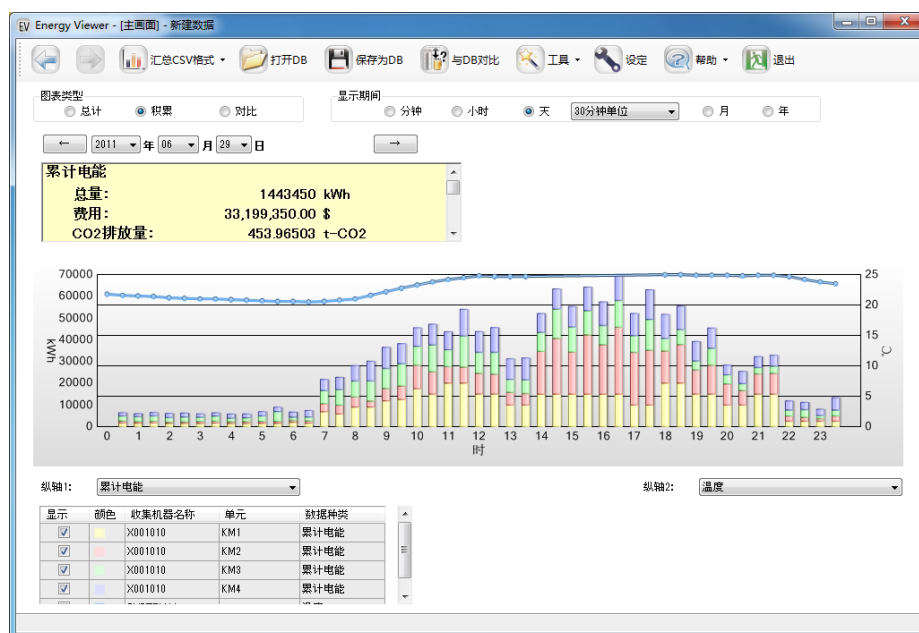 EV Energy Viewer - [主画面] - 新建数据
汇总CSV格式 打开DB 保存为DB 与DB对比 工具 设定 帮助 退出
图表类型 显示期间
总计 积累 对比 分钟 小时 天 30分钟单位 月 年
← 2011 年 06 月 29 日 →
累计电能
总量: 1443450 kWh
费用: 33,199,350.00 $
CO2排放量: 453.96503 t-CO2
70000 25
60000 20
50000
40000 15
kWh ℃
30000 10
20000
10000 5
0 0
0 1 2 3 4 5 6 7 8 9 10 11 12 13 14 15 16 17 18 19 20 21 22 23
时
纵轴1: 累计电能 纵轴2: 温度
显示 颜色 收集机器名称 单元 数据种类
X001010 KM1 累计电能
X001010 KM2 累计电能
X001010 KM3 累计电能
X001010 KM4 累计电能